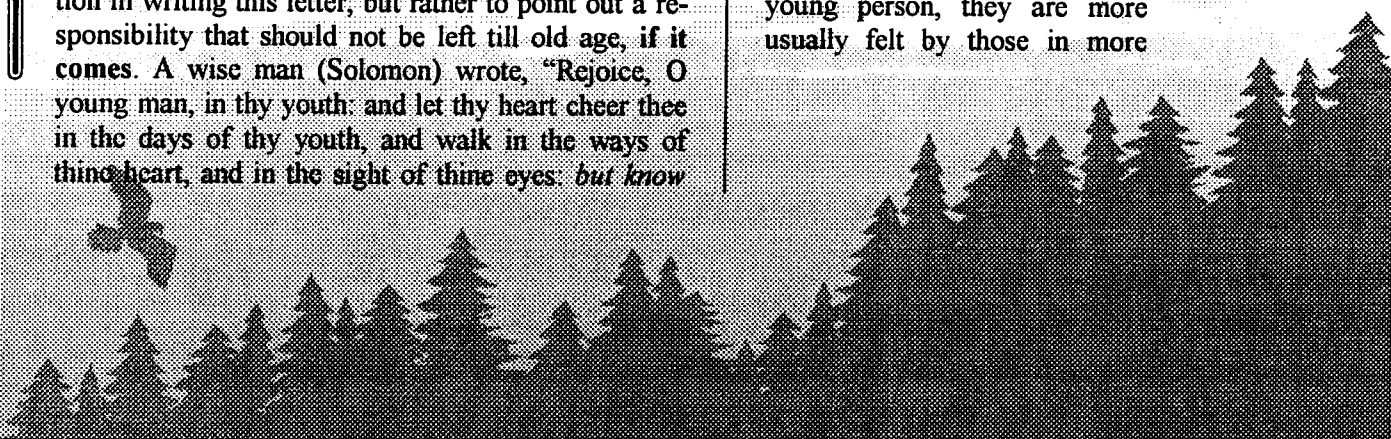 tion in writing this letter, but rather to point out a re-
sponsibility that should not be left till old age, if it
comes. A wise man (Solomon) wrote, “Rejoice, O
young man, in thy youth: and let thy heart cheer thee
in the days of thy youth, and walk in the ways of
thine heart, and in the sight of thine eyes: but know
young person, they are more
usually felt by those in more